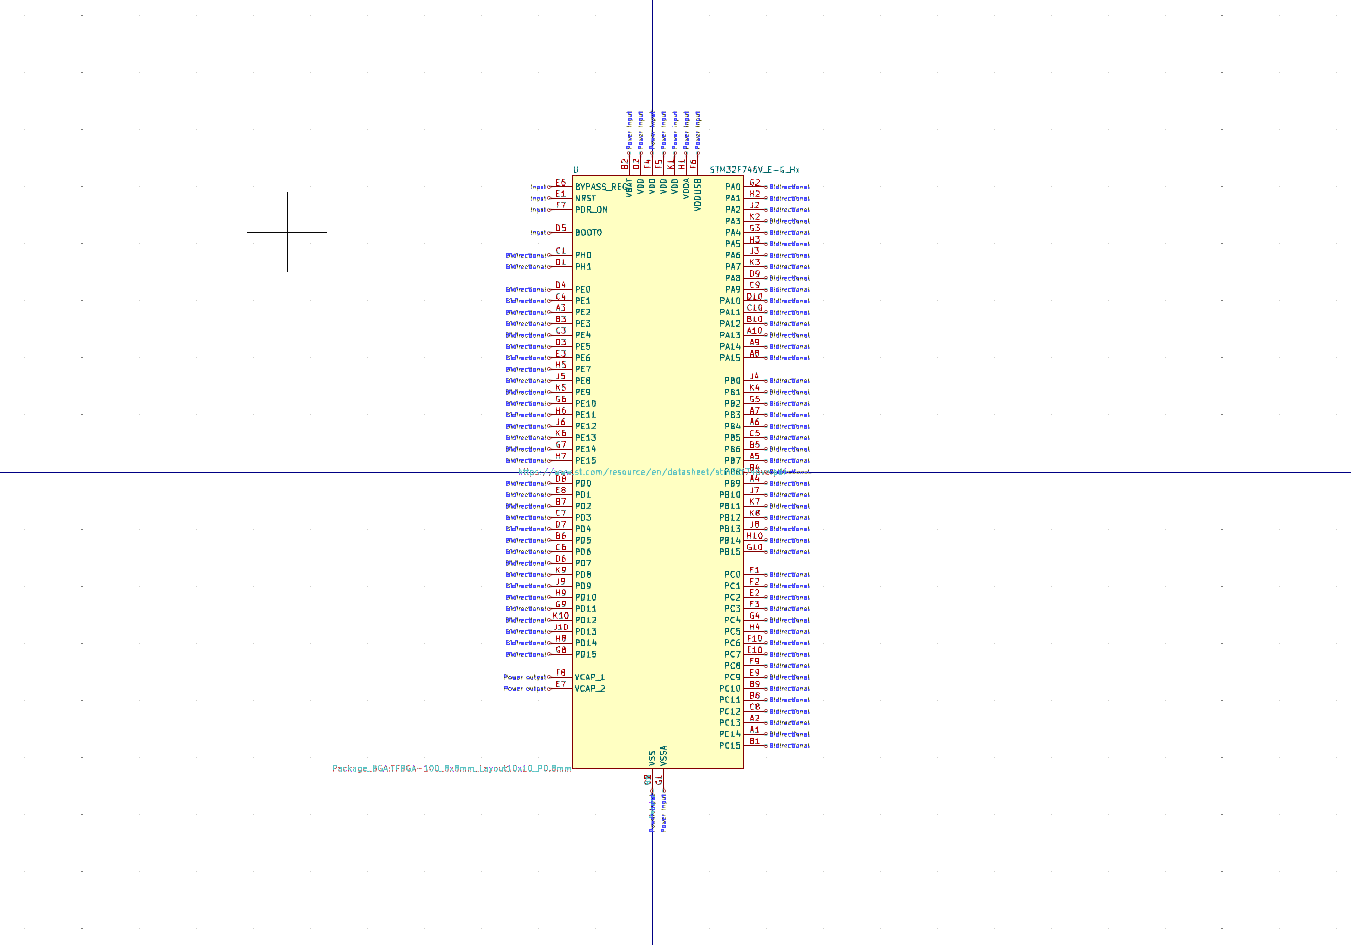 Power input Power input Power input Power input Power input Power input Power input
B2 D2 F4 F5 K1 H1 F6
U STM32F746V_E-G_Hx
VBAT VDD VDD VDD VDD VDDA VDDUSB
Input E6 BYPASS_REG PA0 G2 Bidirectional
Input E1 NRST PA1 H2 Bidirectional
Input F7 PDR_ON PA2 J2 Bidirectional
PA3 K2 Bidirectional
Input D5 BOOT0 PA4 G3 Bidirectional
PA5 H3 Bidirectional
Bidirectional C1 PH0 PA6 J3 Bidirectional
Bidirectional D1 PH1 PA7 K3 Bidirectional
PA8 D9 Bidirectional
Bidirectional D4 PE0 PA9 C9 Bidirectional
Bidirectional C4 PE1 PA10 D10 Bidirectional
Bidirectional A3 PE2 PA11 C10 Bidirectional
Bidirectional B3 PE3 PA12 B10 Bidirectional
Bidirectional C3 PE4 PA13 A10 Bidirectional
Bidirectional D3 PE5 PA14 A9 Bidirectional
Bidirectional E3 PE6 PA15 A8 Bidirectional
Bidirectional H5 PE7
Bidirectional J5 PE8 PB0 J4 Bidirectional
Bidirectional K5 PE9 PB1 K4 Bidirectional
Bidirectional G6 PE10 PB2 G5 Bidirectional
Bidirectional H6 PE11 PB3 A7 Bidirectional
Bidirectional J6 PE12 PB4 A6 Bidirectional
Bidirectional K6 PE13 PB5 C5 Bidirectional
Bidirectional G7 PE14 PB6 B5 Bidirectional
Bidirectional H7 PE15 PB7 A5 Bidirectional
https://www.st.com/resource/en/datasheet/ PB8 B4 Bidirectional
Bidirectional D8 PD0 PB9 A4 Bidirectional
Bidirectional E8 PD1 PB10 J7 Bidirectional
Bidirectional B7 PD2 PB11 K7 Bidirectional
Bidirectional C7 PD3 PB12 K8 Bidirectional
Bidirectional D7 PD4 PB13 J8 Bidirectional
Bidirectional B6 PD5 PB14 H10 Bidirectional
Bidirectional C6 PD6 PB15 G10 Bidirectional
Bidirectional D6 PD7
Bidirectional K9 PD8 PC0 F1 Bidirectional
Bidirectional J9 PD9 PC1 F2 Bidirectional
Bidirectional H9 PD10 PC2 E2 Bidirectional
Bidirectional G9 PD11 PC3 F3 Bidirectional
Bidirectional K10 PD12 PC4 G4 Bidirectional
Bidirectional J10 PD13 PC5 H4 Bidirectional
Bidirectional H8 PD14 PC6 F10 Bidirectional
Bidirectional G8 PD15 PC7 E10 Bidirectional
PC8 F9 Bidirectional
Power output F8 VCAP_1 PC9 E9 Bidirectional
Power output E7 VCAP_2 PC10 B9 Bidirectional
PC11 B8 Bidirectional
PC12 C8 Bidirectional
PC13 A2 Bidirectional
PC14 A1 Bidirectional
PC15 B1 Bidirectional
VSS VSSA
Package_BGA:TFBGA-100_8x8mm_Layout10x10_P0.8mm
G1
Power input